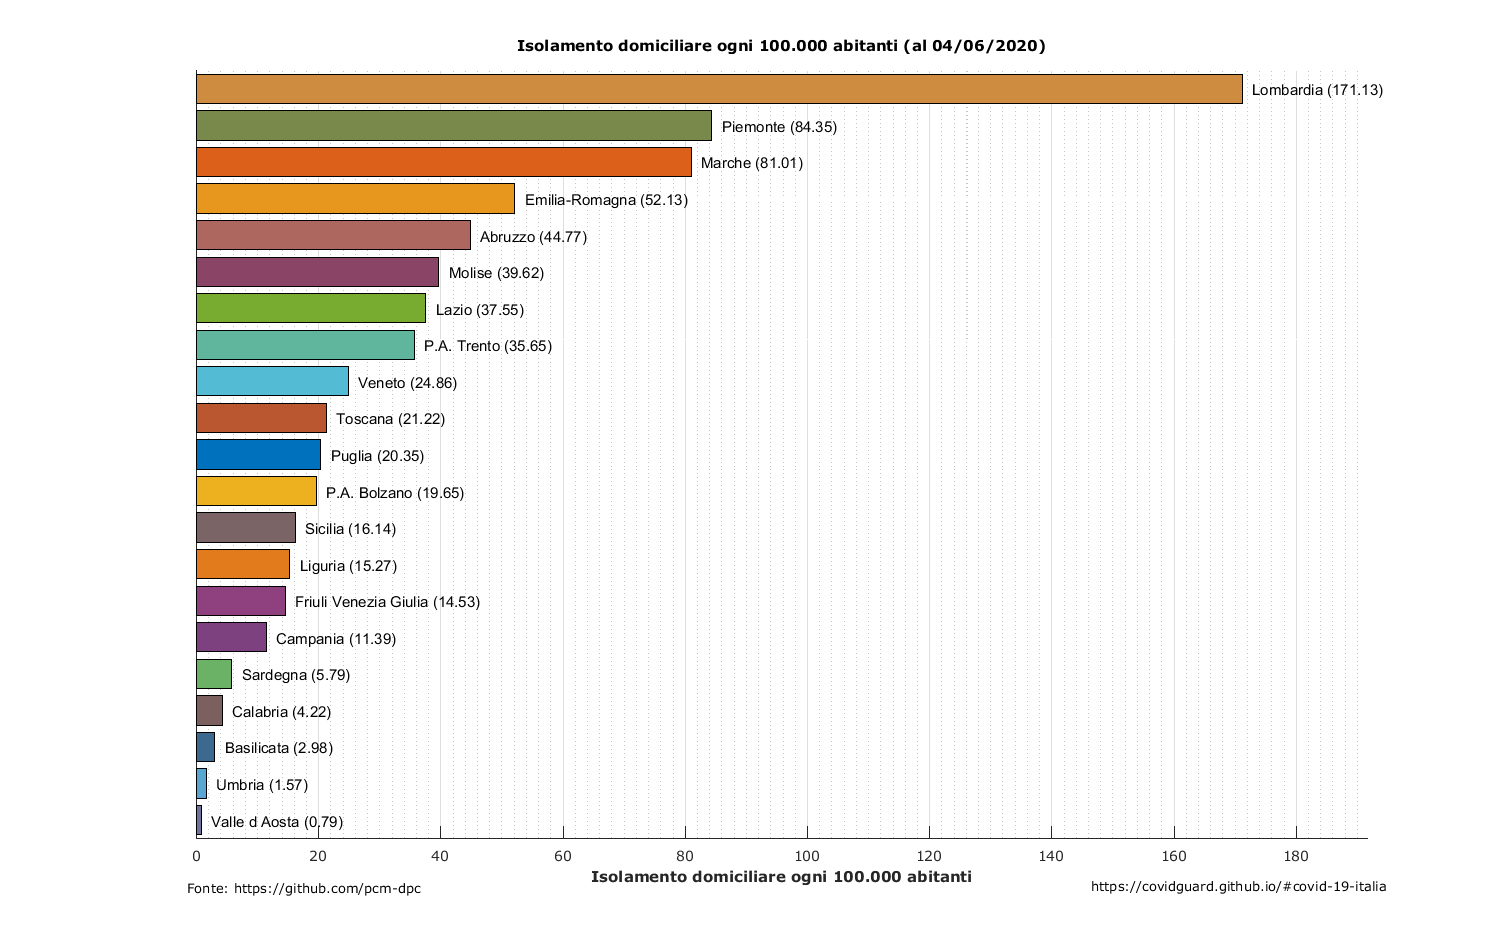 Isolamento domiciliare ogni 100.000 abitanti (al 04/06/2020)
Lombardia (171.13)
Piemonte (84.35)
Marche (81.01)
Emilia-Romagna (52.13)
Abruzzo (44.77)
Molise (39.62)
Lazio (37.55)
P.A. Trento (35.65)
Veneto (24.86)
Toscana (21.22)
Puglia (20.35)
P.A. Bolzano (19.65)
Sicilia (16.14)
Liguria (15.27)
Friuli Venezia Giulia (14.53)
Campania (11.39)
Sardegna (5.79)
Calabria (4.22)
Basilicata (2.98)
Umbria (1.57)
Valle d Aosta (0.79)
0 20 40 60 80 100 120 140 160 180
Isolamento domiciliare ogni 100.000 abitanti
Fonte: https://github.com/pcm-dpc
https://covidguard.github.io/#covid-19-italia